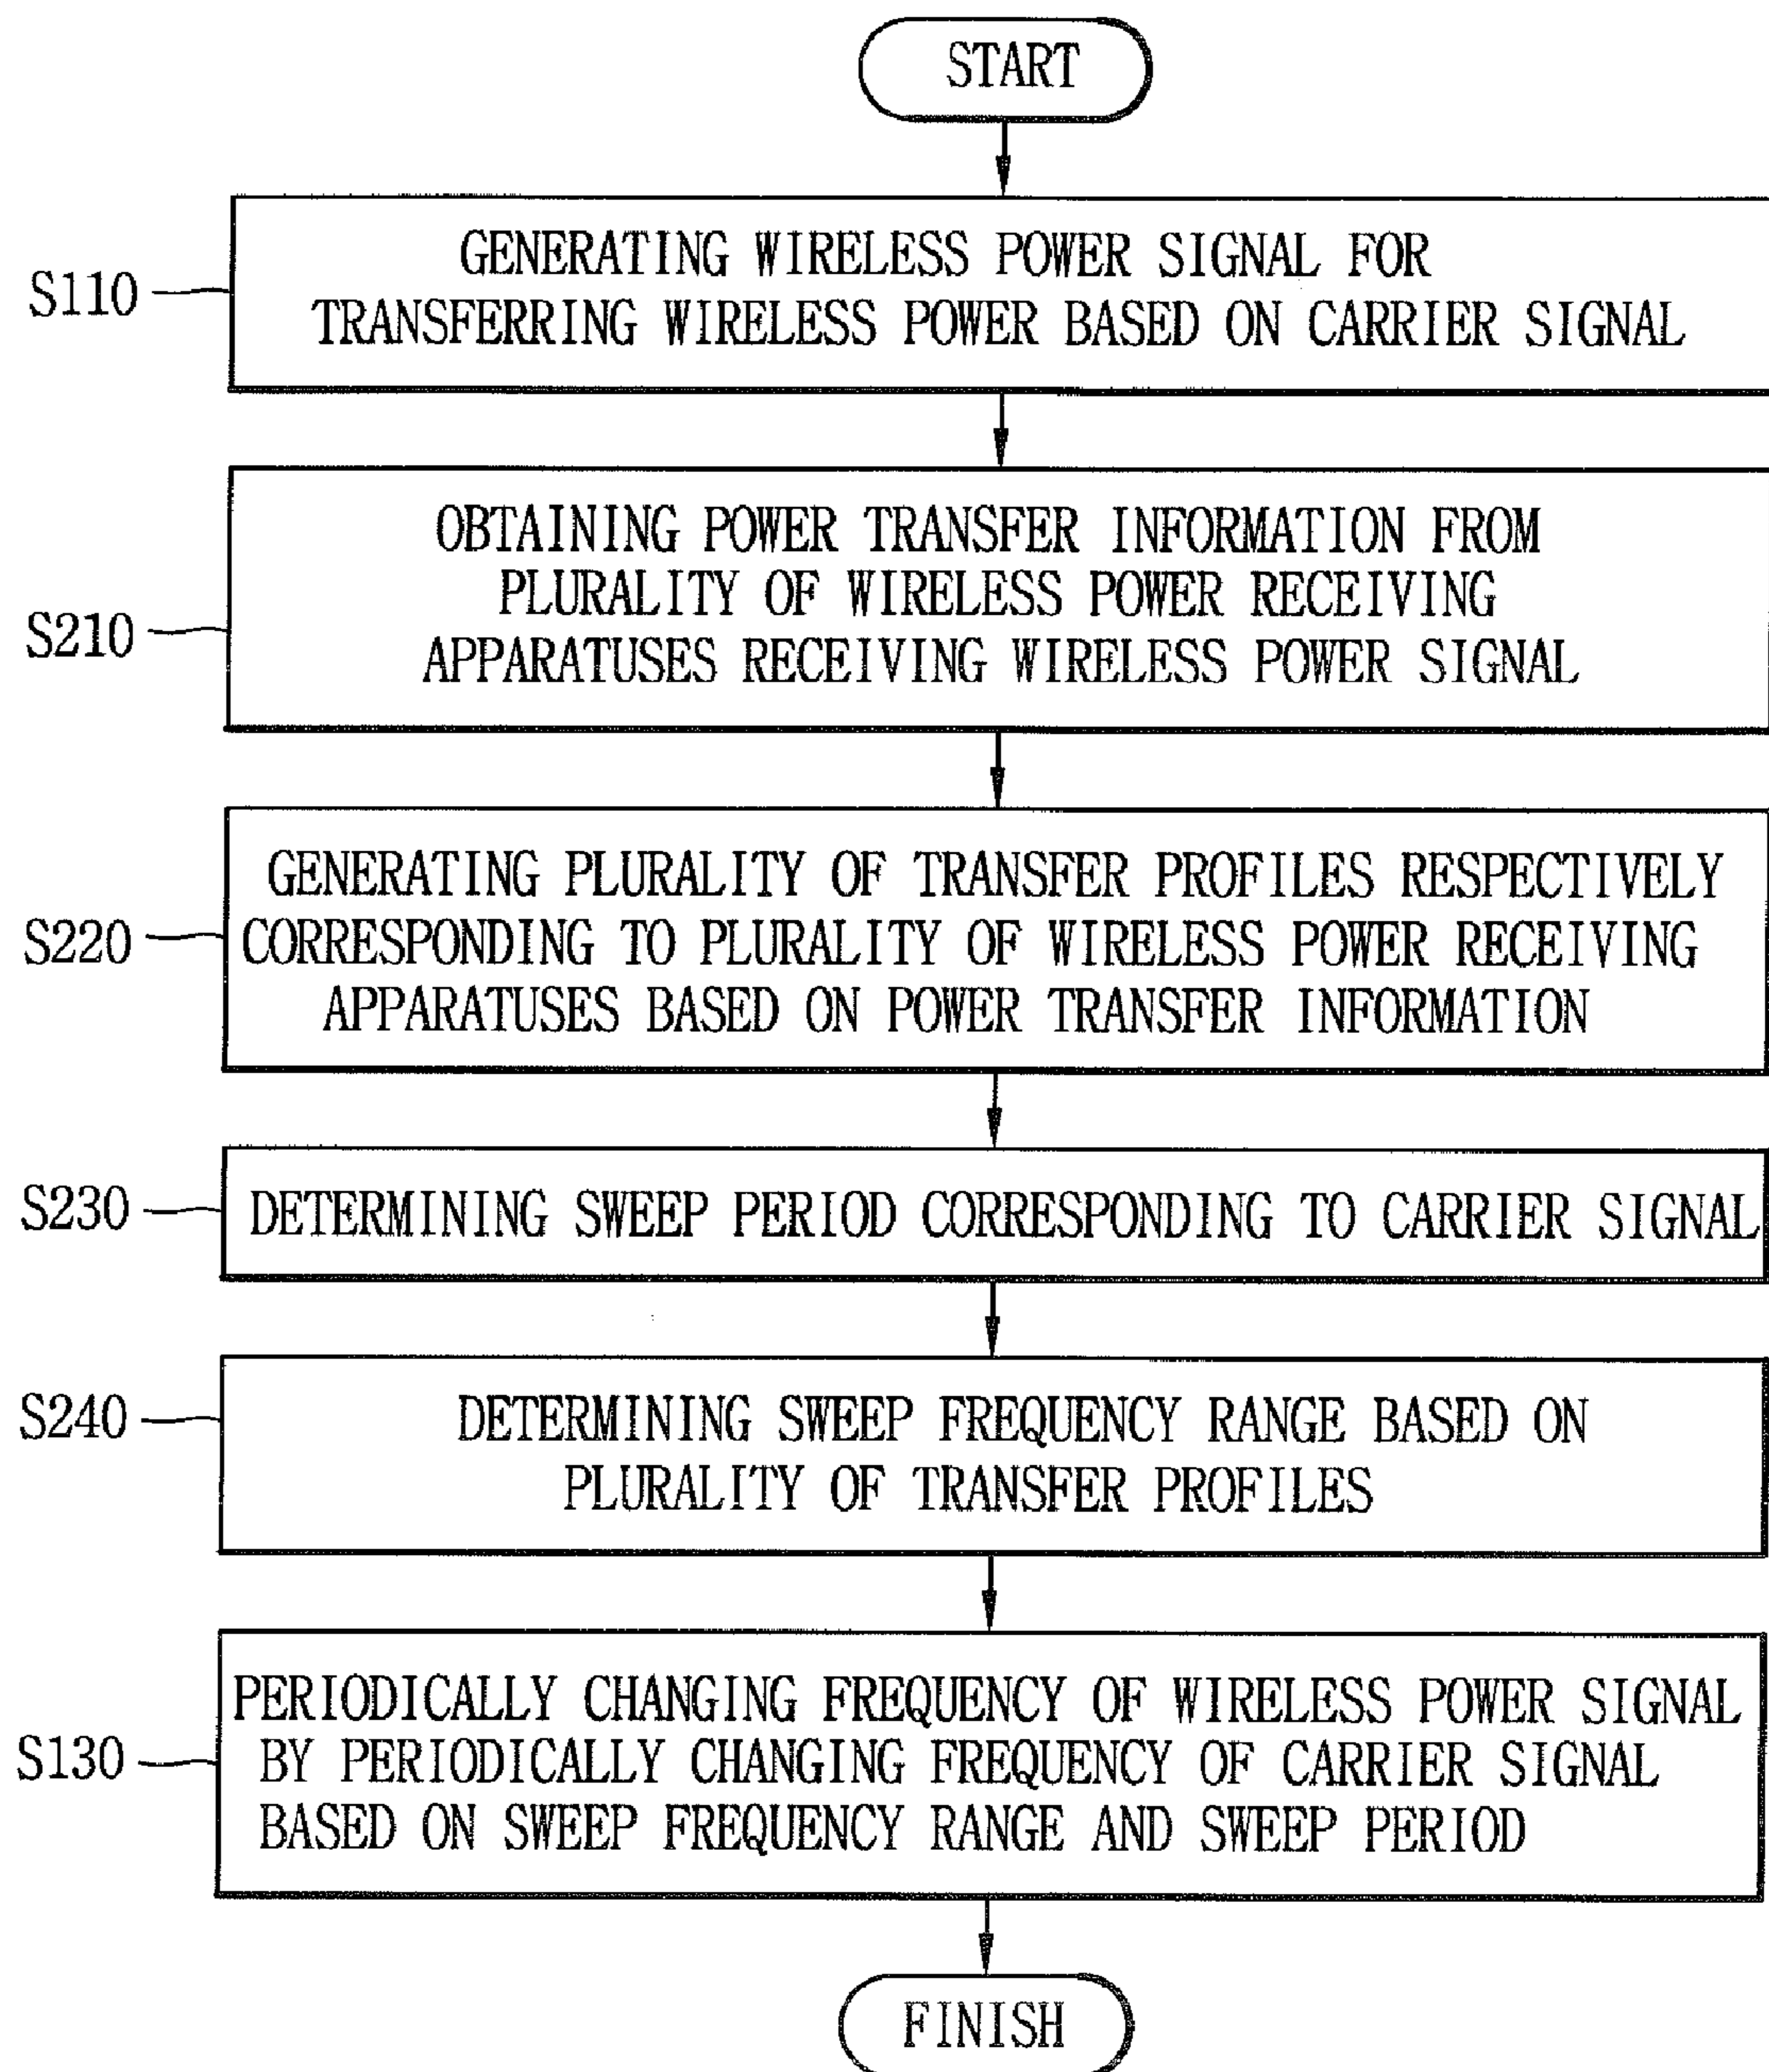 START
S110
GENERATING WIRELESS POWER SIGNAL FOR
TRANSFERRING WIRELESS POWER BASED ON CARRIER SIGNAL
S210
OBTAINING POWER TRANSFER INFORMATION FROM
PLURALITY OF WIRELESS POWER RECEIVING
APPARATUSES RECEIVING WIRELESS POWER SIGNAL
S220
GENERATING PLURALITY OF TRANSFER PROFILES RESPECTIVELY
CORRESPONDING TO PLURALITY OF WIRELESS POWER RECEIVING
APPARATUSES BASED ON POWER TRANSFER INFORMATION
S230
DETERMINING SWEEP PERIOD CORRESPONDING TO CARRIER SIGNAL
S240
DETERMINING SWEEP FREQUENCY RANGE BASED ON
PLURALITY OF TRANSFER PROFILES
S130
PERIODICALLY CHANGING FREQUENCY OF WIRELESS POWER SIGNAL
BY PERIODICALLY CHANGING FREQUENCY OF CARRIER SIGNAL
BASED ON SWEEP FREQUENCY RANGE AND SWEEP PERIOD
FINISH